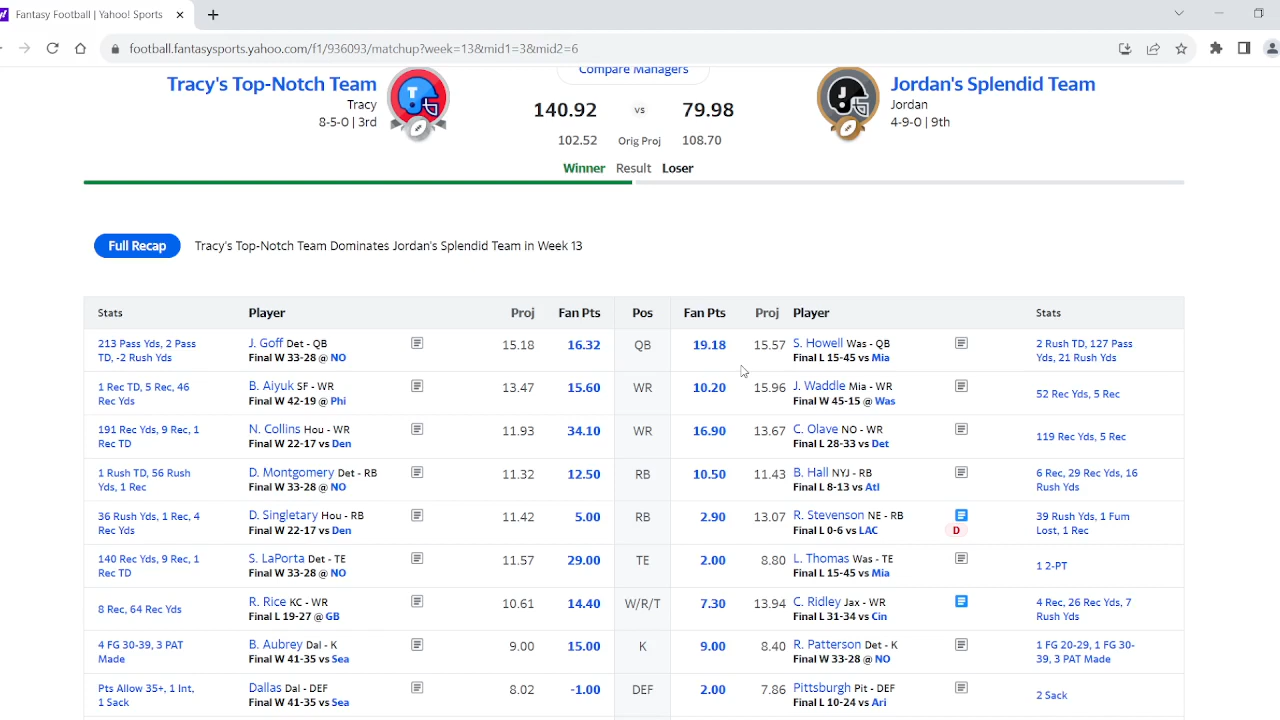 Fantasy Football | Yahoo! Sports
football.fantasysports.yahoo.com/f1/936093/matchup?week=13&mid1=3&mid2=6
Compare Managers
Tracy's Top-Notch Team
Tracy
8-5-0 | 3rd
T
140.92 vs 79.98
102.52 Orig Proj 108.70
Winner Result Loser
J
Jordan's Splendid Team
Jordan
4-9-0 | 9th
Full Recap Tracy's Top-Notch Team Dominates Jordan's Splendid Team in Week 13
Stats Player Proj Fan Pts Pos Fan Pts Proj Player Stats
213 Pass Yds, 2 Pass J. Goff Det - QB 15.18 16.32 QB 19.18 15.57 S. Howell Was - QB 2 Rush TD, 127 Pass
TD, -2 Rush Yds Final W 33-28 @ NO Final L 15-45 vs Mia Yds, 21 Rush Yds
1 Rec TD, 5 Rec, 46 B. Aiyuk SF - WR 13.47 15.60 WR 10.20 15.96 J. Waddle Mia - WR 52 Rec Yds, 5 Rec
Rec Yds Final W 42-19 @ Phi Final W 45-15 @ Was
191 Rec Yds, 9 Rec, 1 N. Collins Hou - WR 11.93 34.10 WR 16.90 13.67 C. Olave NO - WR 119 Rec Yds, 5 Rec
Rec TD Final W 22-17 vs Den Final L 28-33 vs Det
1 Rush TD, 56 Rush D. Montgomery Det - RB 11.32 12.50 RB 10.50 11.43 B. Hall NYJ - RB 6 Rec, 29 Rec Yds, 16
Yds, 1 Rec Final W 33-28 @ NO Final L 8-13 vs Atl Rush Yds
36 Rush Yds, 1 Rec, 4 D. Singletary Hou - RB 11.42 5.00 RB 2.90 13.07 R. Stevenson NE - RB 39 Rush Yds, 1 Fum
Rec Yds Final W 22-17 vs Den Final L 0-6 vs LAC D Lost, 1 Rec
140 Rec Yds, 9 Rec, 1 S. LaPorta Det - TE 11.57 29.00 TE 2.00 8.80 L. Thomas Was - TE 1 2-PT
Rec TD Final W 33-28 @ NO Final L 15-45 vs Mia
8 Rec, 64 Rec Yds R. Rice KC - WR 10.61 14.40 W/R/T 7.30 13.94 C. Ridley Jax - WR 4 Rec, 26 Rec Yds, 7
Final L 19-27 @ GB Final L 31-34 vs Cin Rush Yds
4 FG 30-39, 3 PAT B. Aubrey Dal - K 9.00 15.00 K 9.00 8.40 R. Patterson Det - K 1 FG 20-29, 1 FG 30-
Made Final W 41-35 vs Sea Final W 33-28 @ NO 39, 3 PAT Made
Pts Allow 35+, 1 Int, Dallas Dal - DEF 8.02 -1.00 DEF 2.00 7.86 Pittsburgh Pit - DEF 2 Sack
1 Sack Final W 41-35 vs Sea Final L 10-24 vs Ari